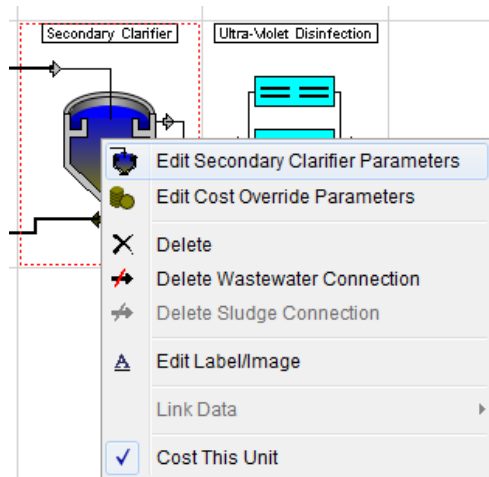 Secondary Clarifier
Ultra-Violet Disinfection
Edit Secondary Clarifier Parameters
Edit Cost Override Parameters
Delete
Delete Wastewater Connection
Delete Sludge Connection
A Edit Label/Image
Link Data
Cost This Unit